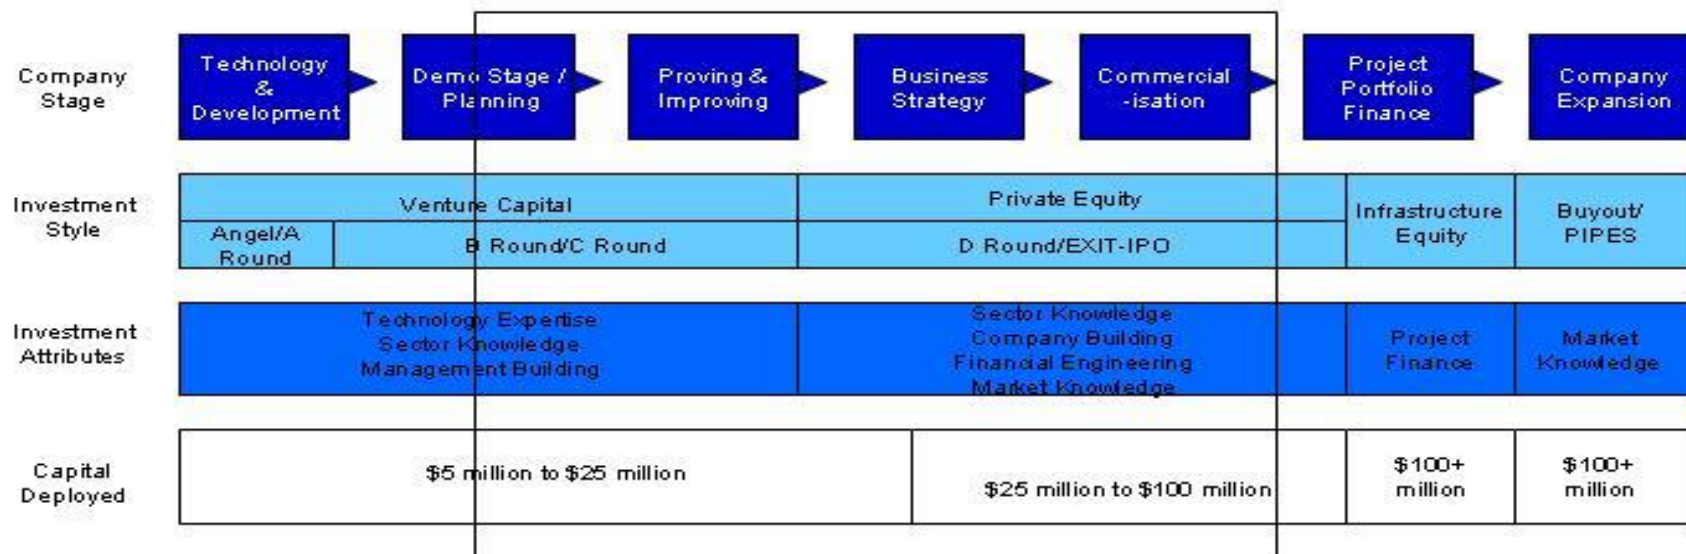 Company
Stage
Technology
&
Development
Demo Stage /
Planning
Proving &
Improving
Business
Strategy
Commercial
-isation
Project
Portfolio
Finance
Company
Expansion
Investment
Style
Venture Capital
Private Equity
Infrastructure
Equity
Buyout/
PIPES
Angel/A
Round
B Round/C Round
D Round/EXIT-IPO
Investment
Attributes
Technology Expertise
Sector Knowledge
Management Building
Sector Knowledge
Company Building
Financial Engineering
Market Knowledge
Project
Finance
Market
Knowledge
Capital
Deployed
$5 million to $25 million
$25 million to $100 million
$100+
million
$100+
million